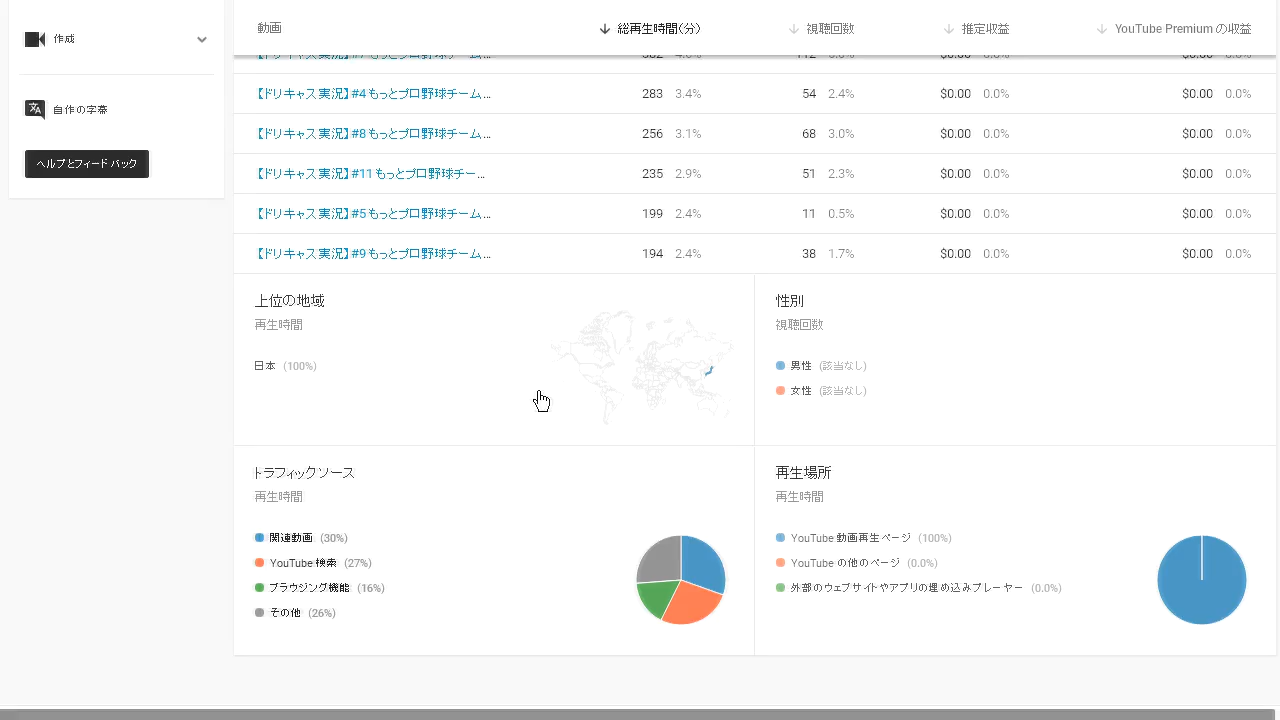 動画 総再生時間(分) 視聴回数 推定収益 YouTube Premium の収益
作成
【ドリキャス実況】#4 もっとプロ野球チーム... 283 3.4% 54 2.4% $0.00 0.0% $0.00 0.0%
自作の字幕
【ドリキャス実況】#8 もっとプロ野球チーム... 256 3.1% 68 3.0% $0.00 0.0% $0.00 0.0%
ヘルプとフィードバック
【ドリキャス実況】#11 もっとプロ野球チー... 235 2.9% 51 2.3% $0.00 0.0% $0.00 0.0%
【ドリキャス実況】#5 もっとプロ野球チーム... 199 2.4% 11 0.5% $0.00 0.0% $0.00 0.0%
【ドリキャス実況】#9 もっとプロ野球チーム... 194 2.4% 38 1.7% $0.00 0.0% $0.00 0.0%
上位の地域
再生時間
日本 (100%)
性別
視聴回数
男性 (該当なし)
女性 (該当なし)
トラフィックソース
再生時間
関連動画 (30%)
YouTube 検索 (27%)
ブラウジング機能 (16%)
その他 (26%)
再生場所
再生時間
YouTube 動画再生ページ (100%)
YouTube の他のページ (0.0%)
外部のウェブサイトやアプリの埋め込みプレーヤー (0.0%)